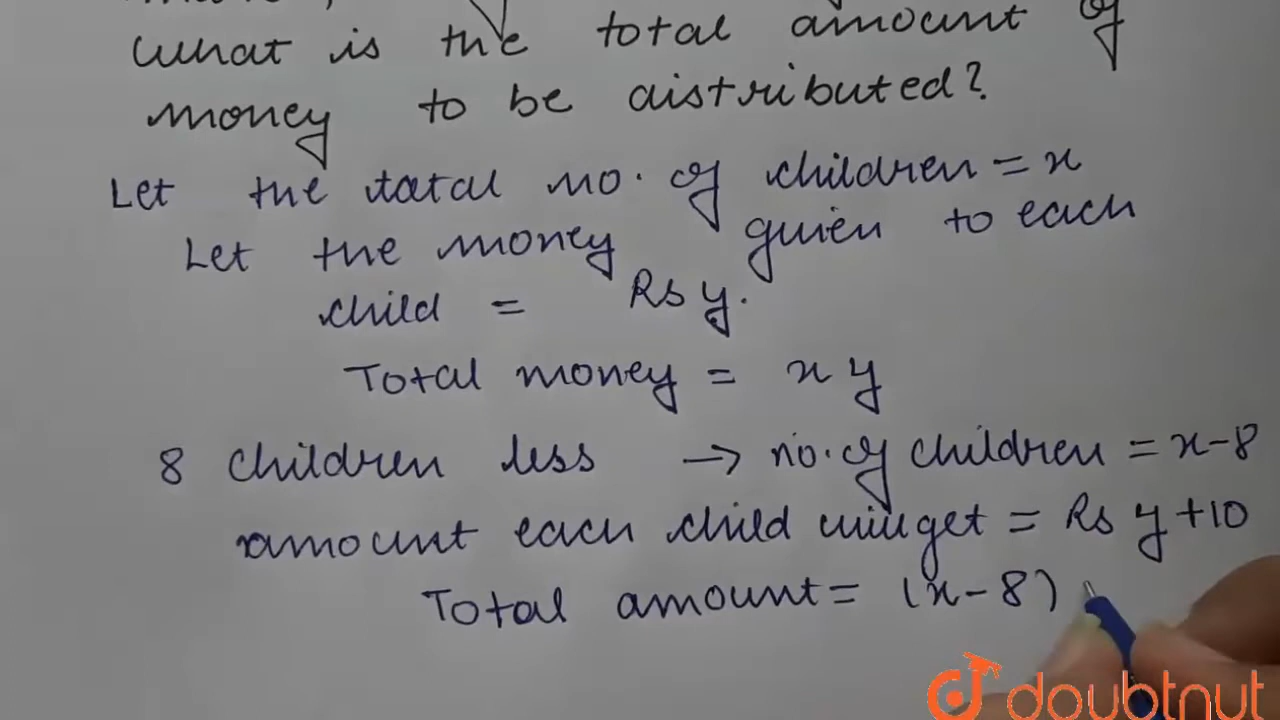 what is the total amount of
money to be distributed?
Let the total no. of children = x
Let the money given to each
child = Rs y.
Total money = x y
8 children less → no. of children = x-8
amount each child will get = Rs y+10
Total amount = (x-8)
doubtnut